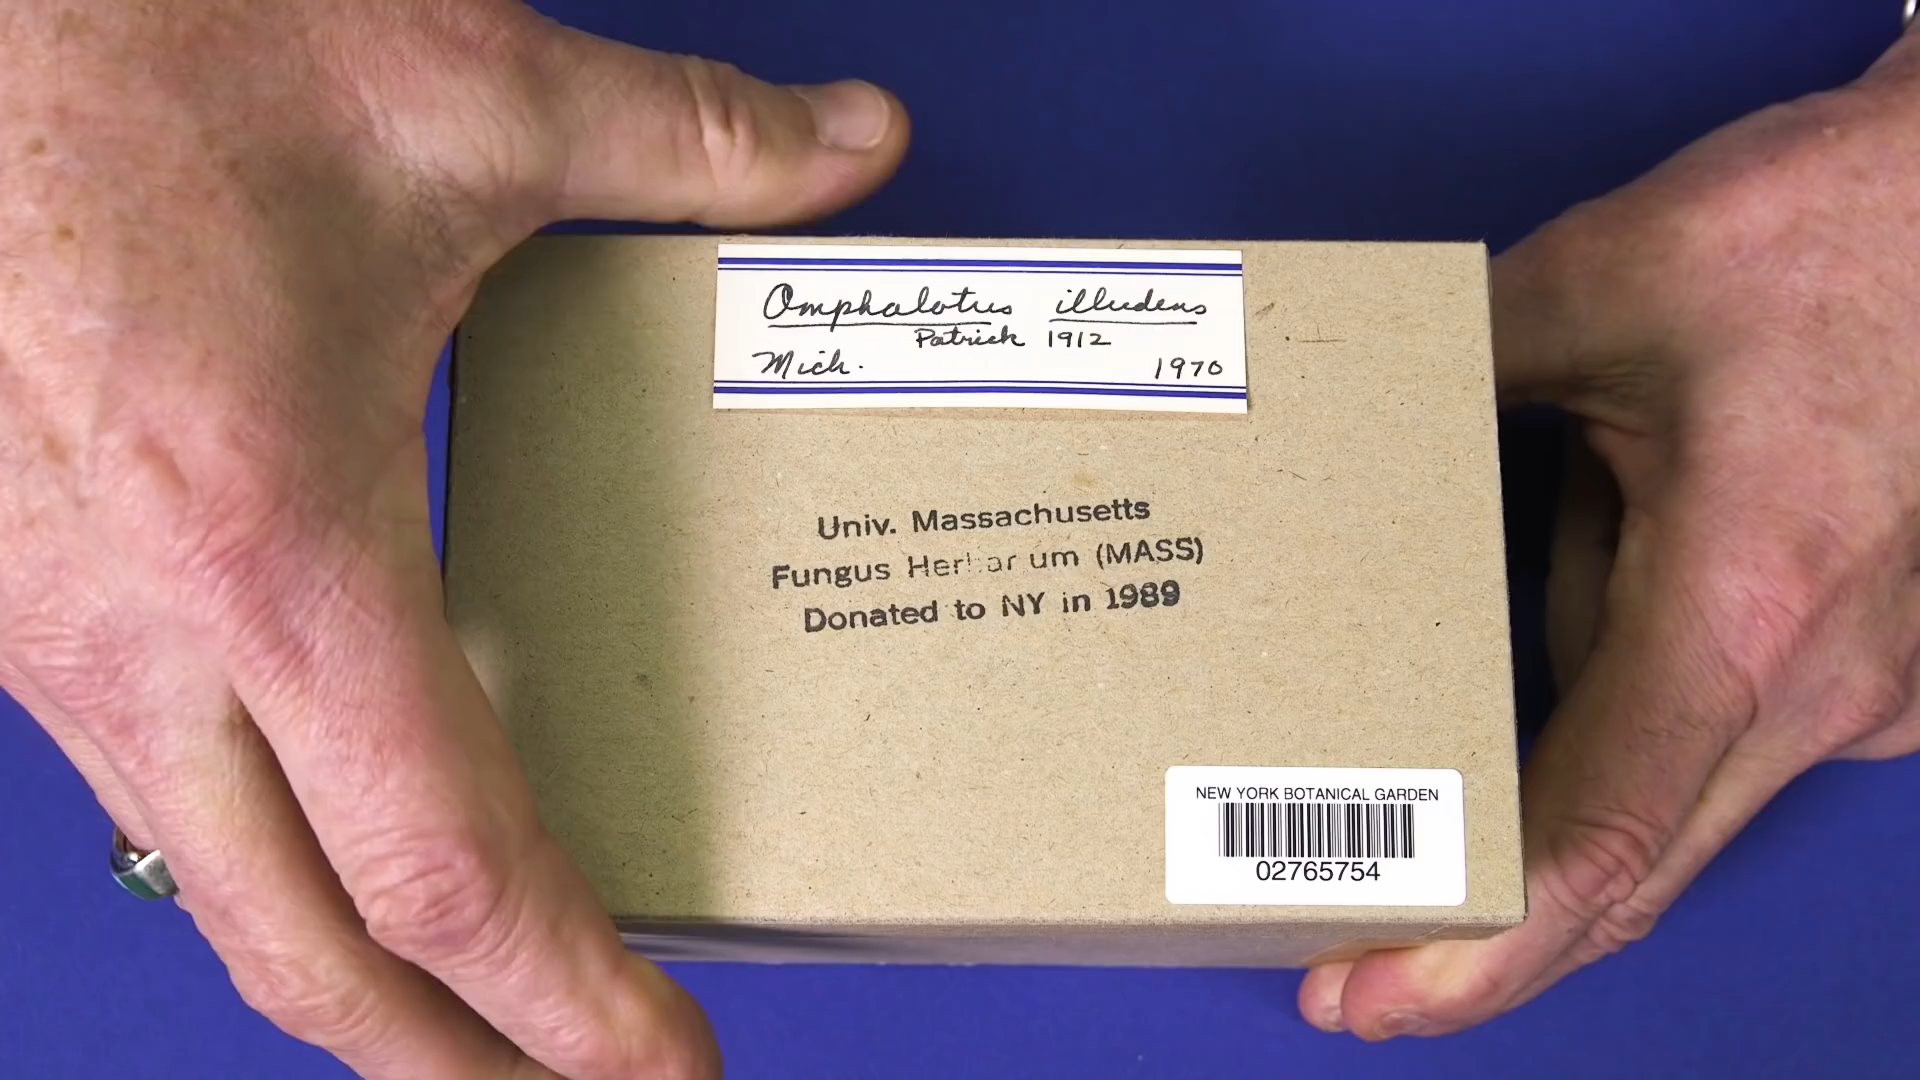 Omphalotus illudens
Patrick 1912
Mich. 1970
Univ. Massachusetts
Fungus Herbarium (MASS)
Donated to NY in 1989
NEW YORK BOTANICAL GARDEN
02765754